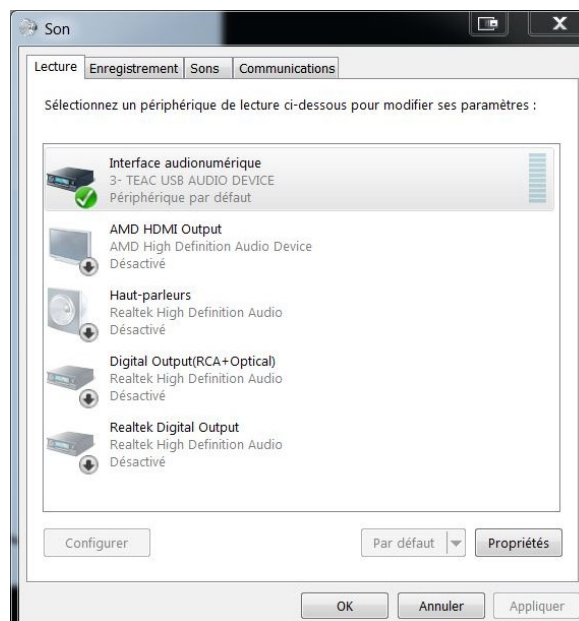 Son
Lecture Enregistrement Sons Communications
Sélectionnez un périphérique de lecture ci-dessous pour modifier ses paramètres :
Interface audionumérique
3- TEAC USB AUDIO DEVICE
Périphérique par défaut
AMD HDMI Output
AMD High Definition Audio Device
Désactivé
Haut-parleurs
Realtek High Definition Audio
Désactivé
Digital Output(RCA+Optical)
Realtek High Definition Audio
Désactivé
Realtek Digital Output
Realtek High Definition Audio
Désactivé
Configurer Par défaut Propriétés
OK Annuler Appliquer